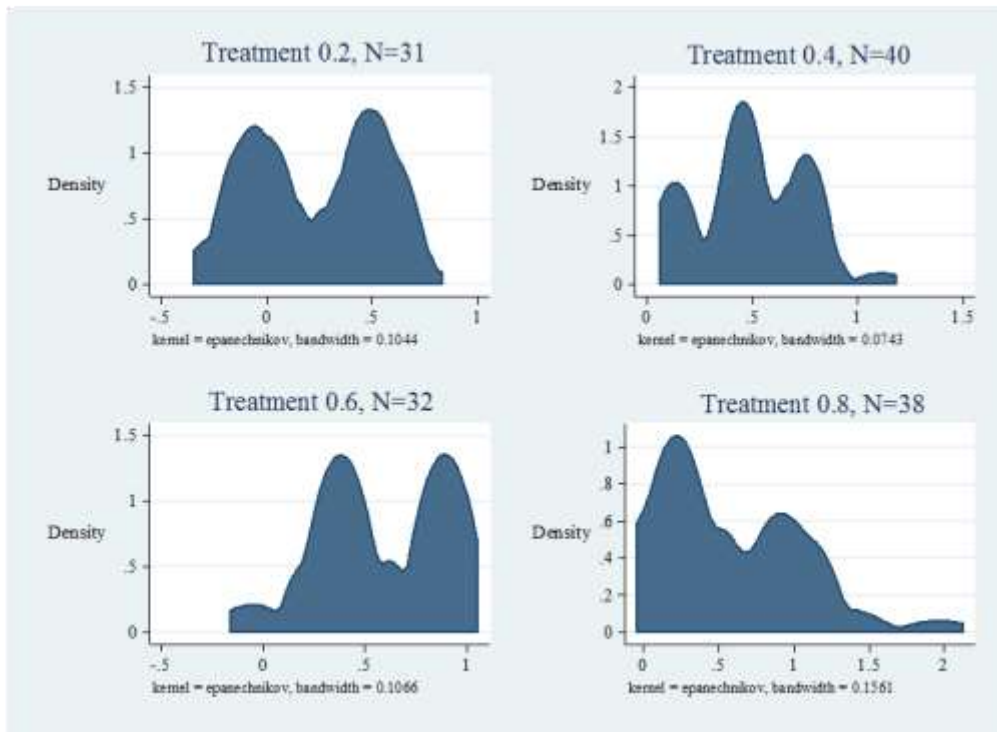 Treatment 0.2, N=31
1.5
1
.5
0
Density
-.5 0 .5 1
kernel = epanechnikov, bandwidth = 0.1044
Treatment 0.4, N=40
2
1.5
1
.5
0
Density
0 .5 1 1.5
kernel = epanechnikov, bandwidth = 0.0743
Treatment 0.6, N=32
1.5
1
.5
0
Density
-.5 0 .5 1
kernel = epanechnikov, bandwidth = 0.1066
Treatment 0.8, N=38
1
.8
.6
.4
.2
0
Density
0 .5 1 1.5 2
kernel = epanechnikov, bandwidth = 0.1561